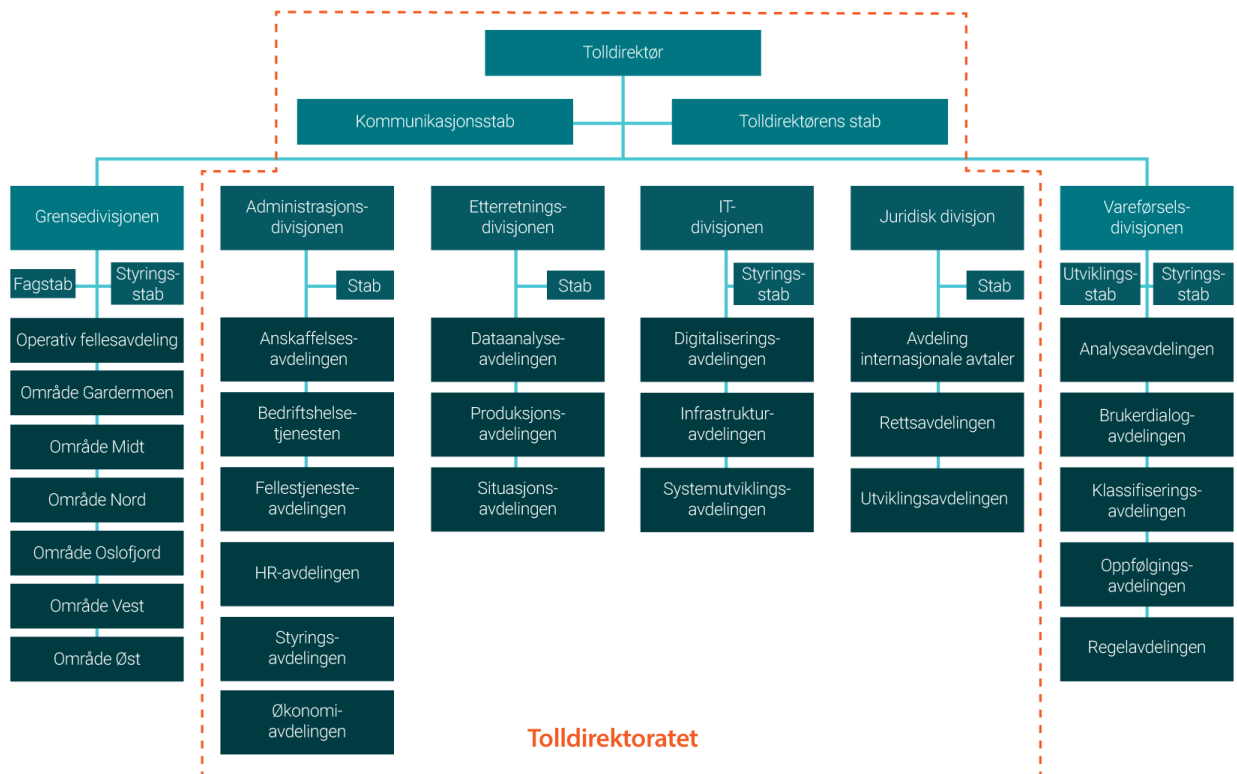 Tolldirektør
Kommunikasjonsstab
Tolldirektørens stab
Grensedivisjonen
Fagstab
Styrings-
stab
Operativ fellesavdeling
Område Gardermoen
Område Midt
Område Nord
Område Oslofjord
Område Vest
Område Øst
Administrasjons-
divisjonen
Stab
Anskaffelses-
avdelingen
Bedriftshelse-
tjenesten
Fellestjeneste-
avdelingen
HR-avdelingen
Styrings-
avdelingen
Økonomi-
avdelingen
Etterretnings-
divisjonen
Stab
Dataanalyse-
avdelingen
Produksjons-
avdelingen
Situasjons-
avdelingen
IT-
divisjonen
Styrings-
stab
Digitaliserings-
avdelingen
Infrastruktur-
avdelingen
Systemutviklings-
avdelingen
Juridisk divisjon
Stab
Avdeling
internasjonale avtaler
Rettsavdelingen
Utviklingsavdelingen
Vareførsels-
divisjonen
Utviklings-
stab
Styrings-
stab
Analyseavdelingen
Brukerdialog-
avdelingen
Klassifiserings-
avdelingen
Oppfølgings-
avdelingen
Regelavdelingen
Tolldirektoratet